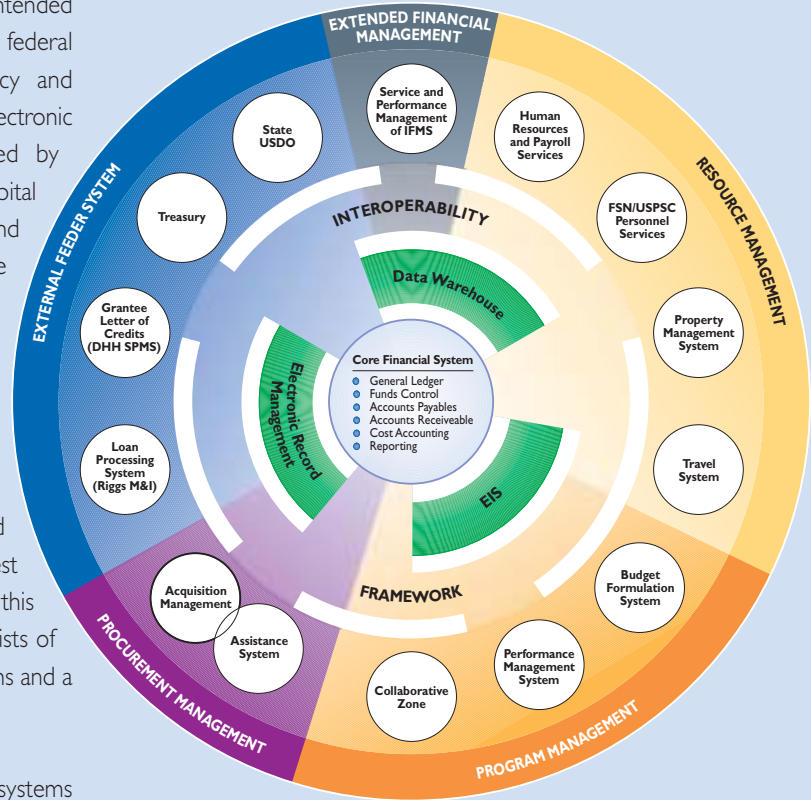 ntended
federal
cy and
ectronic
ed by
pital
nd
e
d
est
this
ists of
ns and a
systems
EXTENDED FINANCIAL
MANAGEMENT
Service and
Performance
Management
of IFMS
EXTERNAL FEEDER SYSTEM
State
USDO
Treasury
Grantee
Letter of
Credits
(DHH SPMS)
Loan
Processing
System
(Riggs M&I)
RESOURCE MANAGEMENT
Human
Resources
and Payroll
Services
FSN/USPSC
Personnel
Services
Property
Management
System
Travel
System
INTEROPERABILITY
Data Warehouse
Electronic Record
Management
Core Financial System
General Ledger
Funds Control
Accounts Payables
Accounts Receiveable
Cost Accounting
Reporting
EIS
FRAMEWORK
PROCUREMENT MANAGEMENT
Acquisition
Management
Assistance
System
PROGRAM MANAGEMENT
Collaborative
Zone
Performance
Management
System
Budget
Formulation
System